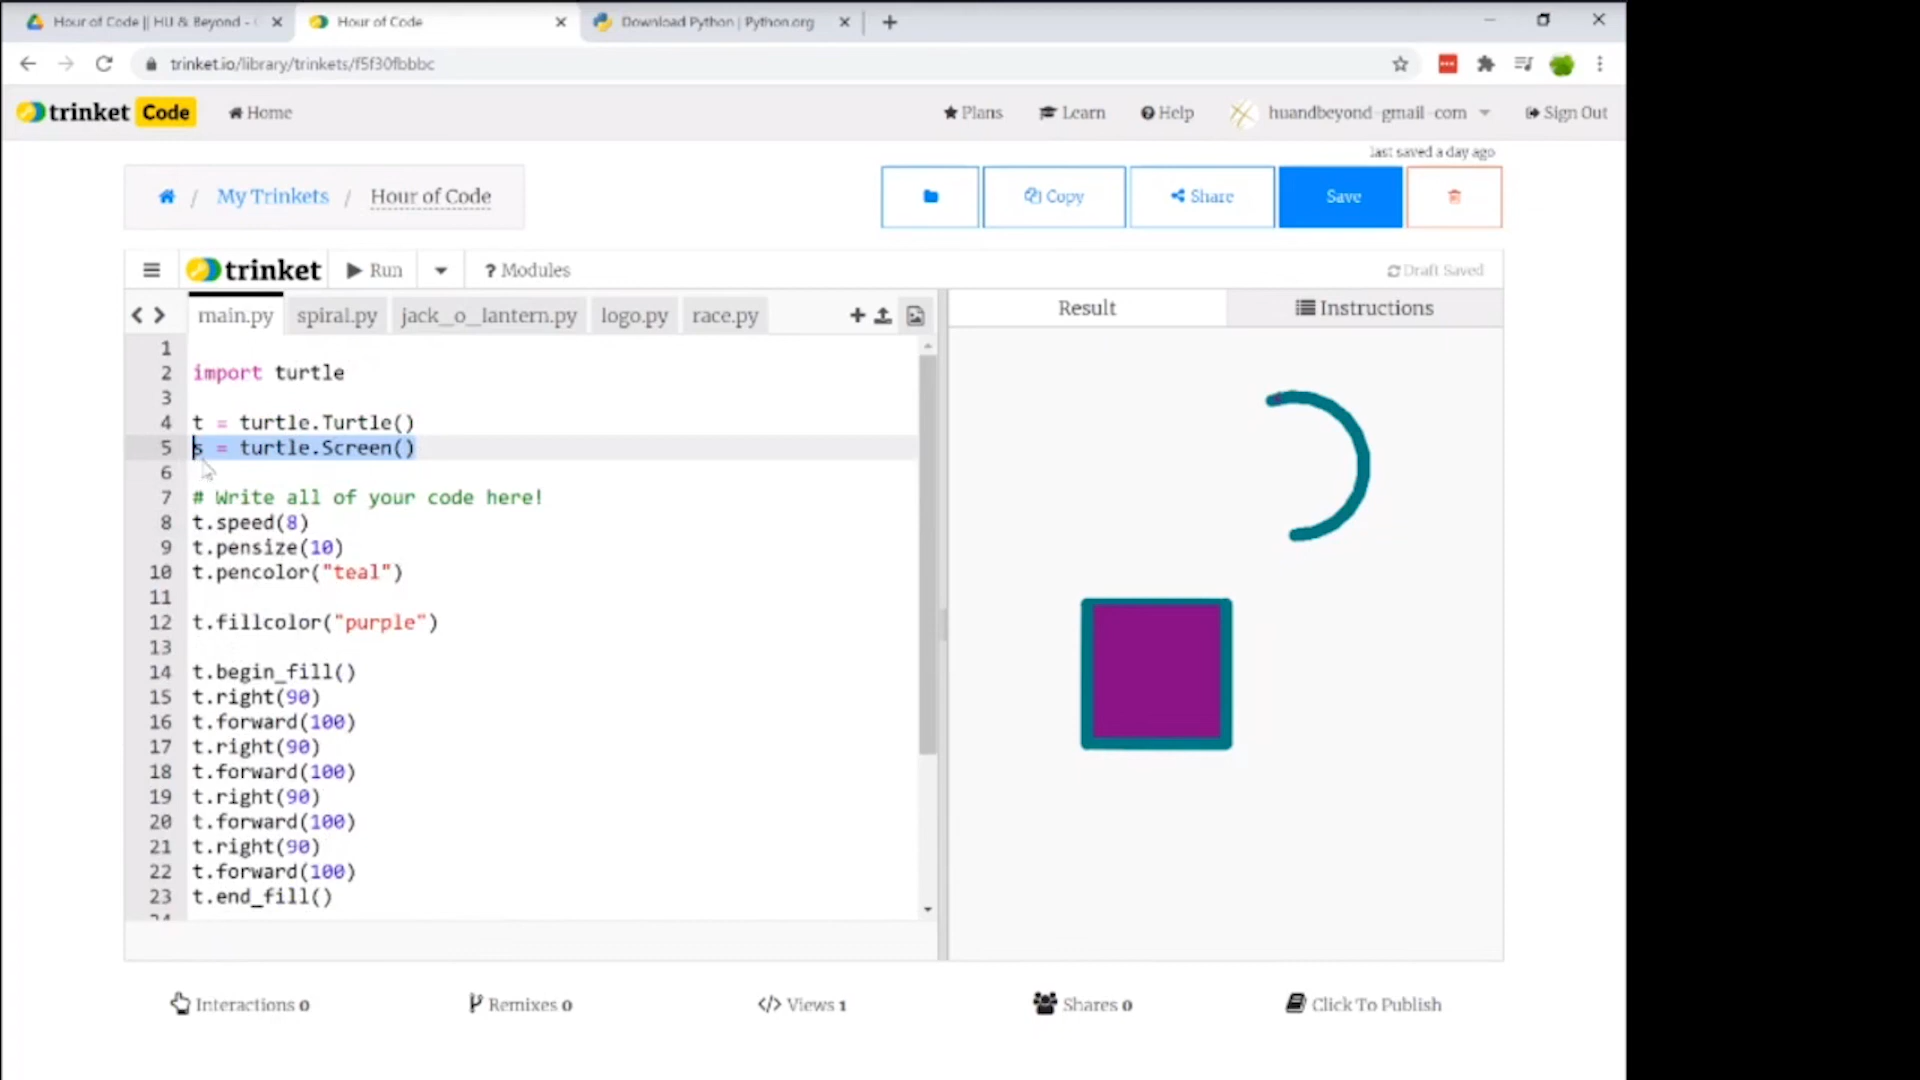 Hour of Code || HU & Beyond -
Hour of Code
Download Python | Python.org
trinket.io/library/trinkets/f5f30fbbbc
trinket Code
Home
Plans
Learn
Help
huandbeyond-gmail-com
Sign Out
last saved a day ago
/ My Trinkets / Hour of Code
Copy
Share
Save
trinket
Run
? Modules
Draft Saved
main.py
spiral.py
jack_o_lantern.py
logo.py
race.py
Result
Instructions
1
2 import turtle
3
4 t = turtle.Turtle()
5 s = turtle.Screen()
6
7 # Write all of your code here!
8 t.speed(8)
9 t.pensize(10)
10 t.pencolor("teal")
11
12 t.fillcolor("purple")
13
14 t.begin_fill()
15 t.right(90)
16 t.forward(100)
17 t.right(90)
18 t.forward(100)
19 t.right(90)
20 t.forward(100)
21 t.right(90)
22 t.forward(100)
23 t.end_fill()
Interactions 0
Remixes 0
</> Views 1
Shares 0
Click To Publish